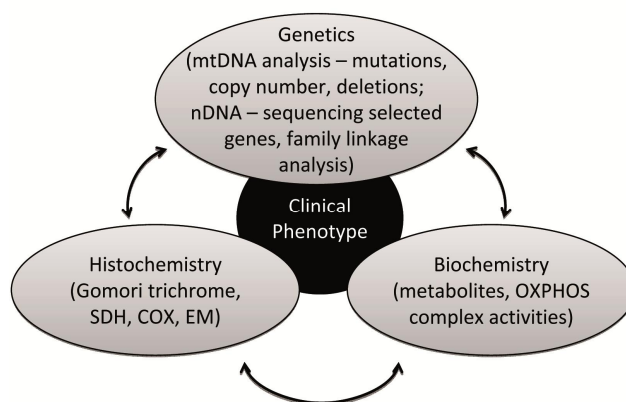 Genetics
(mtDNA analysis – mutations,
copy number, deletions;
nDNA – sequencing selected
genes, family linkage
analysis)
Clinical
Phenotype
Histochemistry
(Gomori trichrome,
SDH, COX, EM)
Biochemistry
(metabolites, OXPHOS
complex activities)